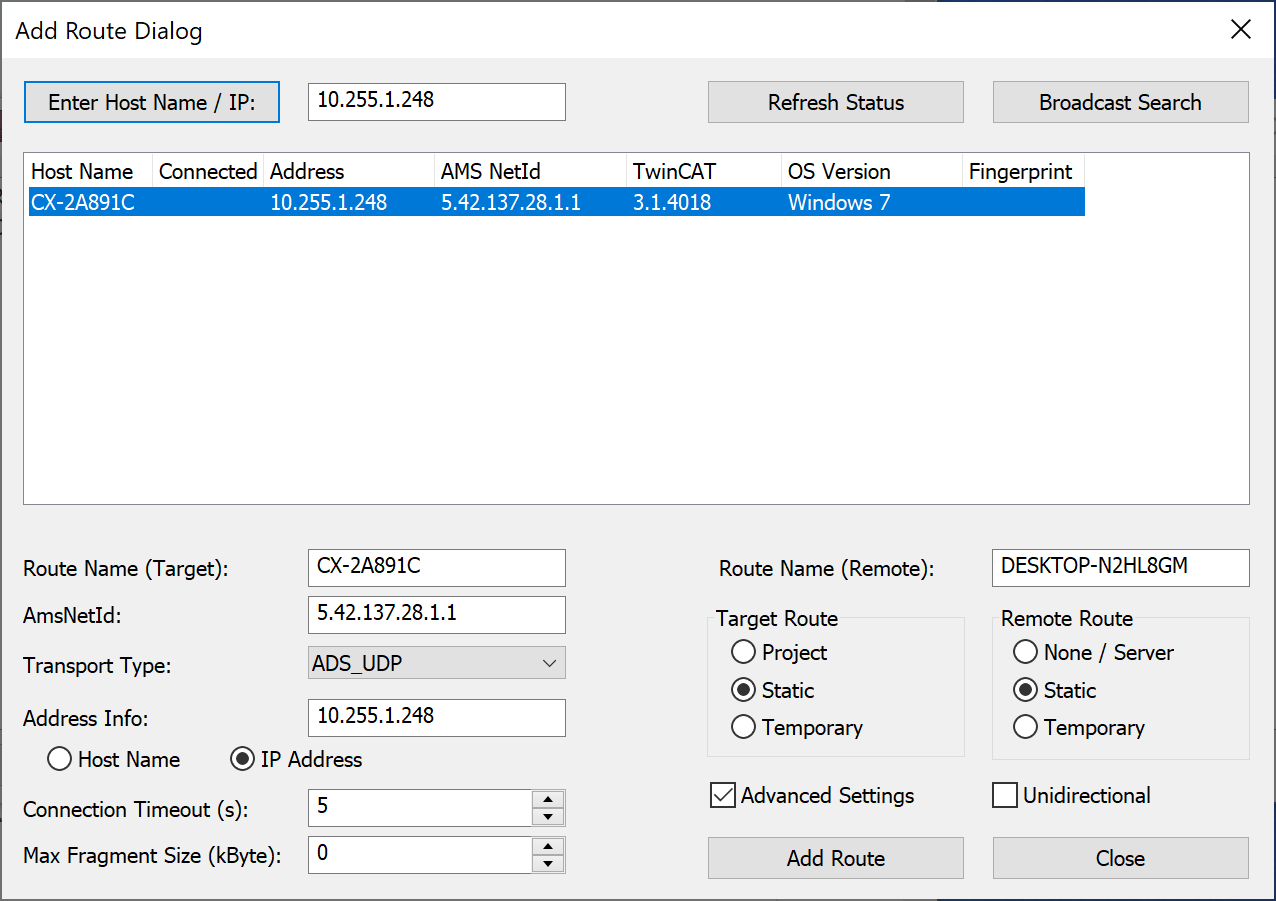 Add Route Dialog
Enter Host Name / IP: 10.255.1.248 Refresh Status Broadcast Search
Host Name Connected Address AMS NetId TwinCAT OS Version Fingerprint
CX-2A891C 10.255.1.248 5.42.137.28.1.1 3.1.4018 Windows 7
Route Name (Target): CX-2A891C Route Name (Remote): DESKTOP-N2HL8GM
AmsNetId: 5.42.137.28.1.1 Target Route Remote Route
Project None / Server
Transport Type: ADS_UDP
Static Static
Address Info: 10.255.1.248
Temporary Temporary
Host Name IP Address
Connection Timeout (s): 5 Advanced Settings Unidirectional
Max Fragment Size (kByte): 0 Add Route Close